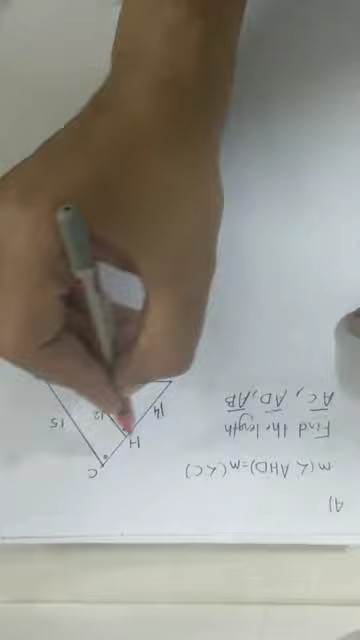 4)
m(∠AHD)=m(∠C)
Find the length
AC, AD, AB
C
H
15
12
14